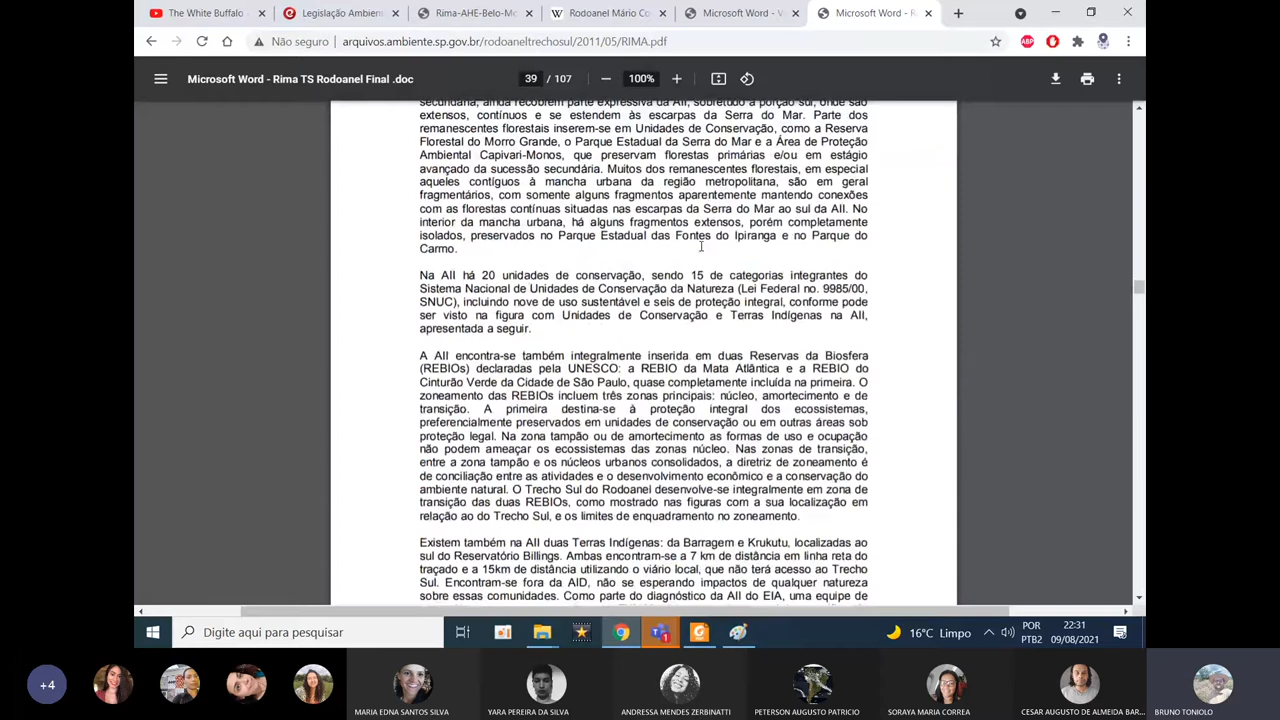 The White Buffalo
Legislação Ambien
Rima-AHE-Belo-Mo
Rodoanel Mário Co
Microsoft Word - V
Microsoft Word - R
Não seguro
arquivos.ambiente.sp.gov.br/rodoaneltrechosul/2011/05/RIMA.pdf
ABP
Microsoft Word - Rima TS Rodoanel Final .doc
39 / 107
100%
secundária, ainda recobrem parte expressiva da AII, sobretudo a porção sul, onde são
extensos, contínuos e se estendem às escarpas da Serra do Mar. Parte dos
remanescentes florestais inserem-se em Unidades de Conservação, como a Reserva
Florestal do Morro Grande, o Parque Estadual da Serra do Mar e a Área de Proteção
Ambiental Capivari-Monos, que preservam florestas primárias e/ou em estágio
avançado da sucessão secundária. Muitos dos remanescentes florestais, em especial
aqueles contíguos à mancha urbana da região metropolitana, são em geral
fragmentários, com somente alguns fragmentos aparentemente mantendo conexões
com as florestas contínuas situadas nas escarpas da Serra do Mar ao sul da AII. No
interior da mancha urbana, há alguns fragmentos extensos, porém completamente
isolados, preservados no Parque Estadual das Fontes do Ipiranga e no Parque do
Carmo.
Na AII há 20 unidades de conservação, sendo 15 de categorias integrantes do
Sistema Nacional de Unidades de Conservação da Natureza (Lei Federal no. 9985/00,
SNUC), incluindo nove de uso sustentável e seis de proteção integral, conforme pode
ser visto na figura com Unidades de Conservação e Terras Indígenas na AII,
apresentada a seguir.
A AII encontra-se também integralmente inserida em duas Reservas da Biosfera
(REBIOs) declaradas pela UNESCO: a REBIO da Mata Atlântica e a REBIO do
Cinturão Verde da Cidade de São Paulo, quase completamente incluída na primeira. O
zoneamento das REBIOs incluem três zonas principais: núcleo, amortecimento e de
transição. A primeira destina-se à proteção integral dos ecossistemas,
preferencialmente preservados em unidades de conservação ou em outras áreas sob
proteção legal. Na zona tampão ou de amortecimento as formas de uso e ocupação
não podem ameaçar os ecossistemas das zonas núcleo. Nas zonas de transição,
entre a zona tampão e os núcleos urbanos consolidados, a diretriz de zoneamento é
de conciliação entre as atividades e o desenvolvimento econômico e a conservação do
ambiente natural. O Trecho Sul do Rodoanel desenvolve-se integralmente em zona de
transição das duas REBIOs, como mostrado nas figuras com a sua localização em
relação ao do Trecho Sul, e os limites de enquadramento no zoneamento.
Existem também na AII duas Terras Indígenas: da Barragem e Krukutu, localizadas ao
sul do Reservatório Billings. Ambas encontram-se a 7 km de distância em linha reta do
traçado e a 15km de distância utilizando o viário local, que não terá acesso ao Trecho
Sul. Encontram-se fora da AID, não se esperando impactos de qualquer natureza
sobre essas comunidades. Como parte do diagnóstico da AII do EIA, uma equipe de
Digite aqui para pesquisar
1
16°C Limpo
POR
PTB2
22:31
09/08/2021
+4
MARIA EDNA SANTOS SILVA
YARA PEREIRA DA SILVA
ANDRESSA MENDES ZERBINATTI
PETERSON AUGUSTO PATRICIO
SORAYA MARIA CORREA
CESAR AUGUSTO DE ALMEIDA BAR...
BRUNO TONIOLO